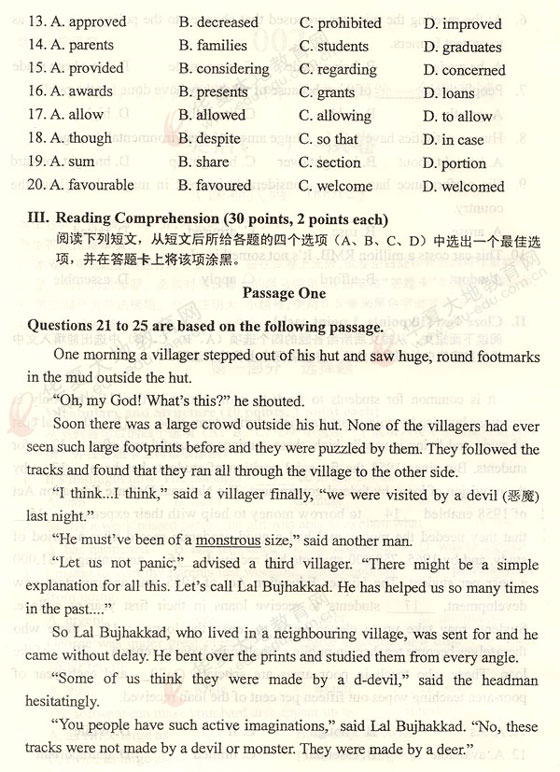 13. A. approved B. decreased C. prohibited D. improved
14. A. parents B. families C. students D. graduates
15. A. provided B. considering C. regarding D. concerned
16. A. awards B. presents C. grants D. loans
17. A. allow B. allowed C. allowing D. to allow
18. A. though B. despite C. so that D. in case
19. A. sum B. share C. section D. portion
20. A. favourable B. favoured C. welcome D. welcomed
III. Reading Comprehension (30 points, 2 points each)
阅读下列短文，从短文后所给各题的四个选项（A、B、C、D）中选出一个最佳选
项，并在答题卡上将该项涂黑。
Passage One
Questions 21 to 25 are based on the following passage.
One morning a villager stepped out of his hut and saw huge, round footmarks
in the mud outside the hut.
“Oh, my God! What’s this?” he shouted.
Soon there was a large crowd outside his hut. None of the villagers had ever
seen such large footprints before and they were puzzled by them. They followed the
tracks and found that they ran all through the village to the other side.
“I think...I think,” said a villager finally, “we were visited by a devil (恶魔)
last night.”
“He must’ve been of a monstrous size,” said another man.
“Let us not panic,” advised a third villager. “There might be a simple
explanation for all this. Let’s call Lal Bujhakkad. He has helped us so many times
in the past....”
So Lal Bujhakkad, who lived in a neighbouring village, was sent for and he
came without delay. He bent over the prints and studied them from every angle.
“Some of us think they were made by a d-devil,” said the headman
hesitatingly.
“You people have such active imaginations,” said Lal Bujhakkad. “No, these
tracks were not made by a devil or monster. They were made by a deer.”